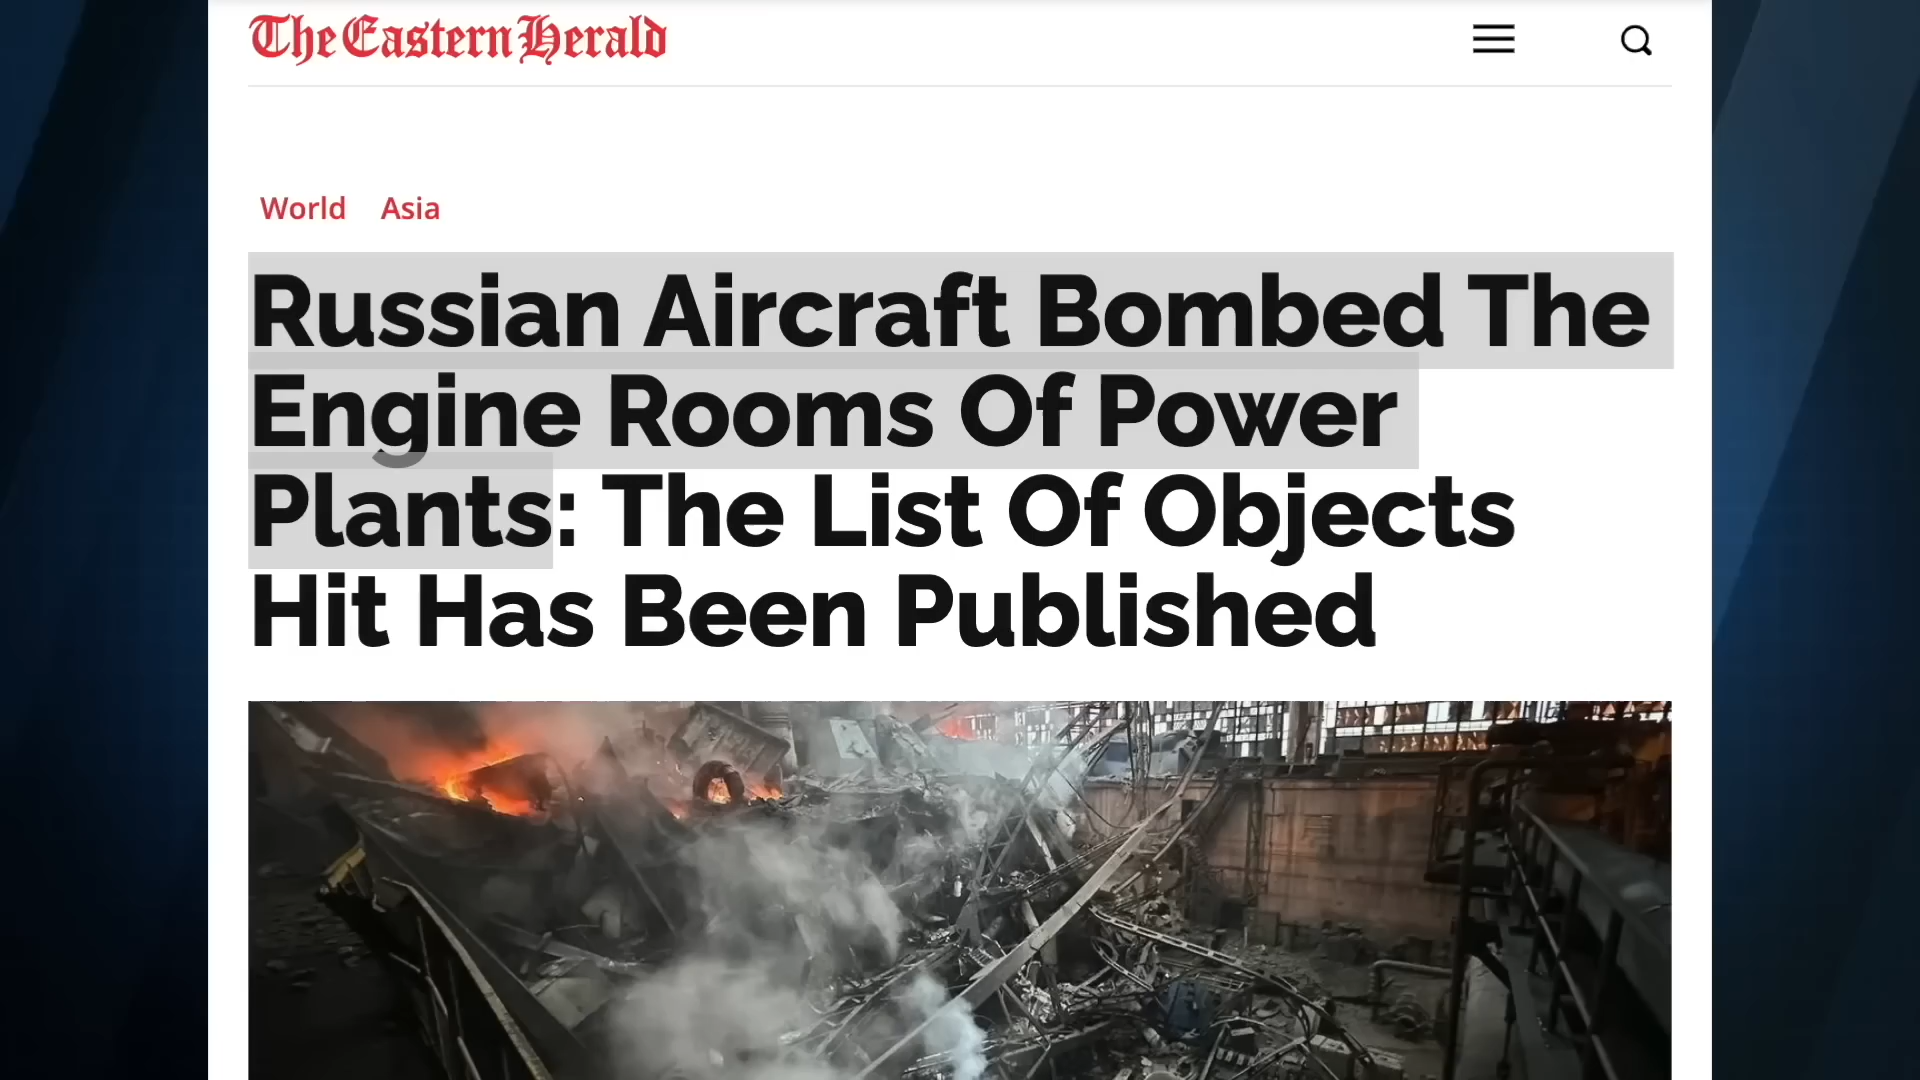 The Eastern Herald
World Asia
Russian Aircraft Bombed The
Engine Rooms Of Power
Plants: The List Of Objects
Hit Has Been Published